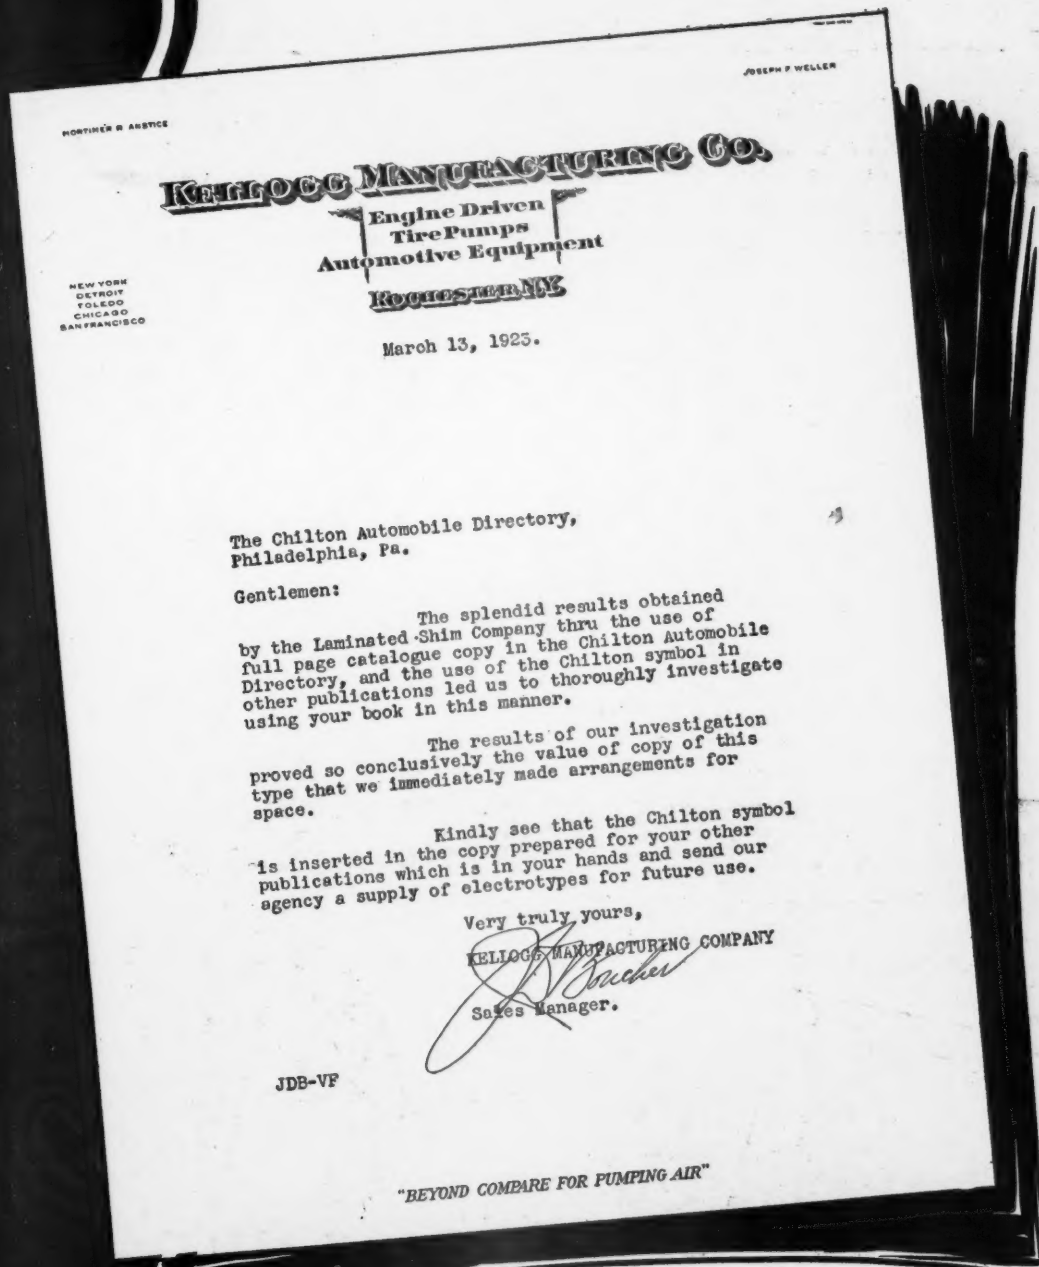 MORTIMER R ANSTICE
JOSEPH F WELLER
KELLOGG MANUFACTURING CO.
Engine Driven
Tire Pumps
Automotive Equipment
ROCHESTER N.Y.
NEW YORK
DETROIT
TOLEDO
CHICAGO
SAN FRANCISCO
March 13, 1923.
The Chilton Automobile Directory,
Philadelphia, Pa.
Gentlemen:
The splendid results obtained
by the Laminated Shim Company thru the use of
full page catalogue copy in the Chilton Automobile
Directory, and the use of the Chilton symbol in
other publications led us to thoroughly investigate
using your book in this manner.
The results of our investigation
proved so conclusively the value of copy of this
type that we immediately made arrangements for
space.
Kindly see that the Chilton symbol
is inserted in the copy prepared for your other
publications which is in your hands and send our
agency a supply of electrotypes for future use.
Very truly yours,
KELLOGG MANUFACTURING COMPANY
J D Boucher
Sales Manager.
JDB-VF
"BEYOND COMPARE FOR PUMPING AIR"